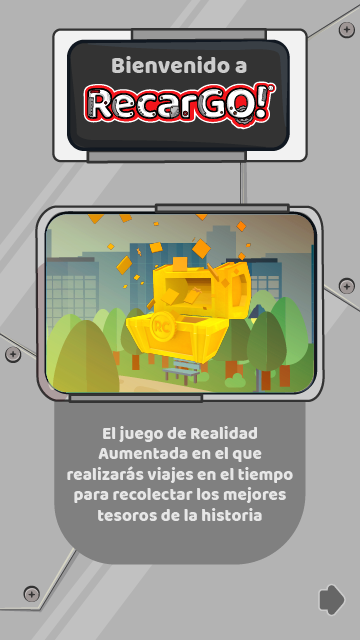 Bienvenido a
RecarGO!
RC
El juego de Realidad
Aumentada en el que
realizarás viajes en el tiempo
para recolectar los mejores
tesoros de la historia